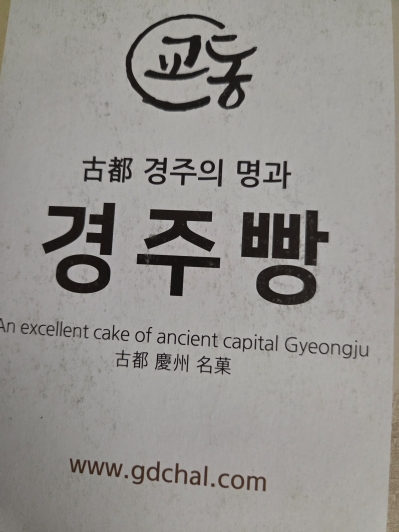 교동
古都 경주의 명과
경주빵
An excellent cake of ancient capital Gyeongju
古都 慶州 名菓
www.gdchal.com